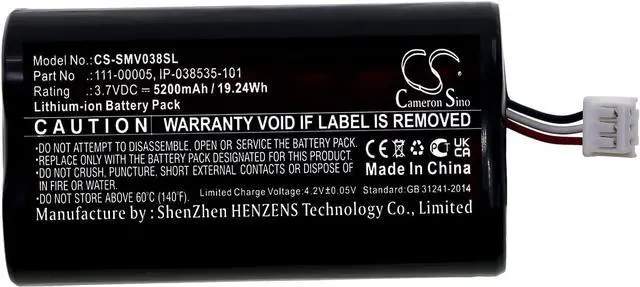 Model No.:CS-SMV038SL
Part No :111-00005, IP-038535-101
Rating :3.7VDC ⎓ 5200mAh / 19.24Wh
Lithium-ion Battery Pack
CS
Cameron Sino
CAUTION WARRANTY VOID IF LABEL IS REMOVED
•DO NOT ATTEMPT TO DISASSEMBLE, OPEN OR SERVICE THE BATTERY PACK.
•REPLACE ONLY WITH THE BATTERY PACK DESIGNATED FOR THIS PRODUCT.
•DO NOT CRUSH, PUNCTURE, SHORT EXTERNAL CONTACTS OR DISPOSE OF
IN FIRE OR WATER.
•DO NOT STORE ABOVE 60℃ (140℉).
CE UKCA
Made In China
Limited Charge Voltage:4.2V±0.05V Standard:GB 31241-2014
Manufacture by : ShenZhen HENZENS Technology Co., Limited